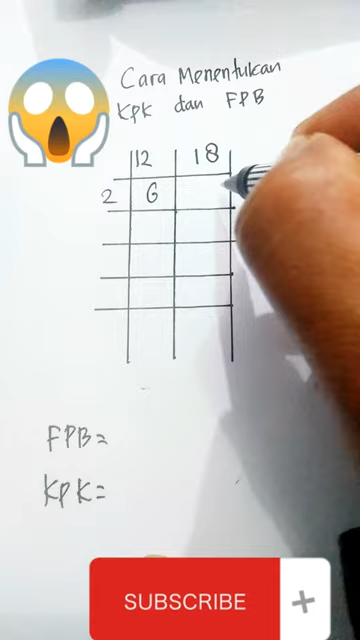 Cara Menentukan
KPK dan FPB
12 18
2 6
FPB=
KPK=
SUBSCRIBE +